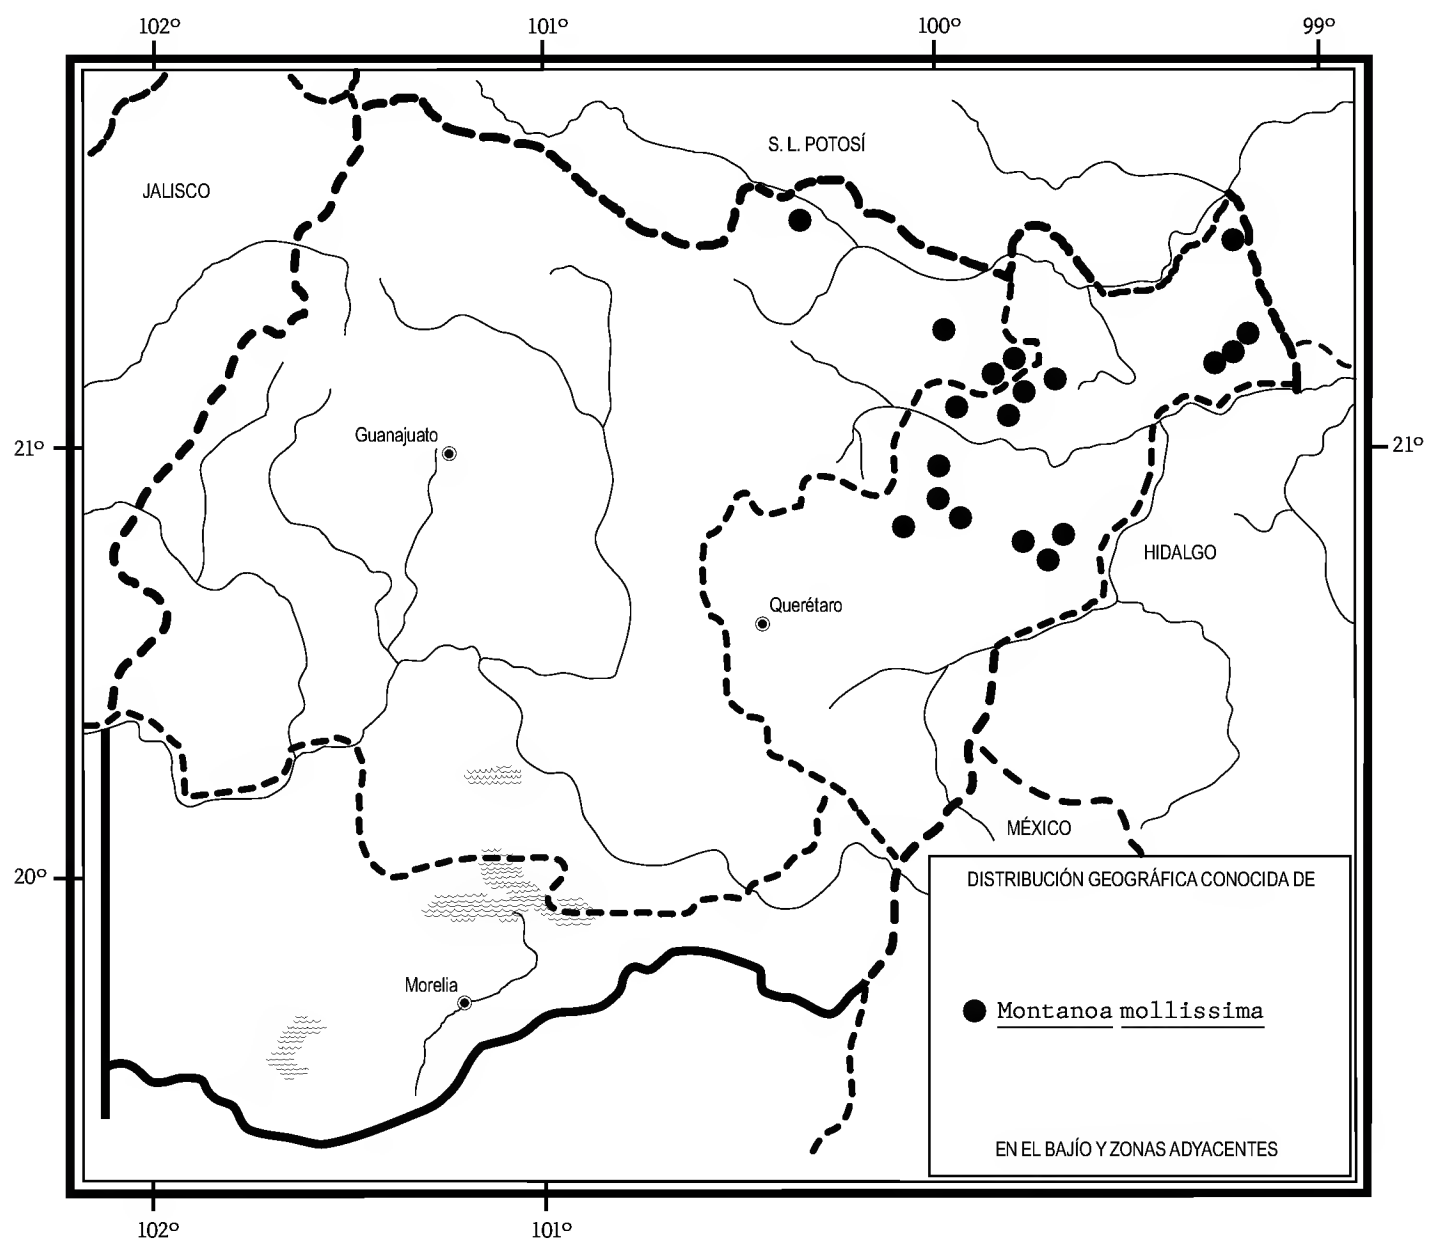 102º 101º 100º 99º
S. L. POTOSÍ
JALISCO
Guanajuato
21º 21º
HIDALGO
Querétaro
MÉXICO
20º
DISTRIBUCIÓN GEOGRÁFICA CONOCIDA DE
Morelia
Montanoa mollissima
EN EL BAJÍO Y ZONAS ADYACENTES
102º 101º